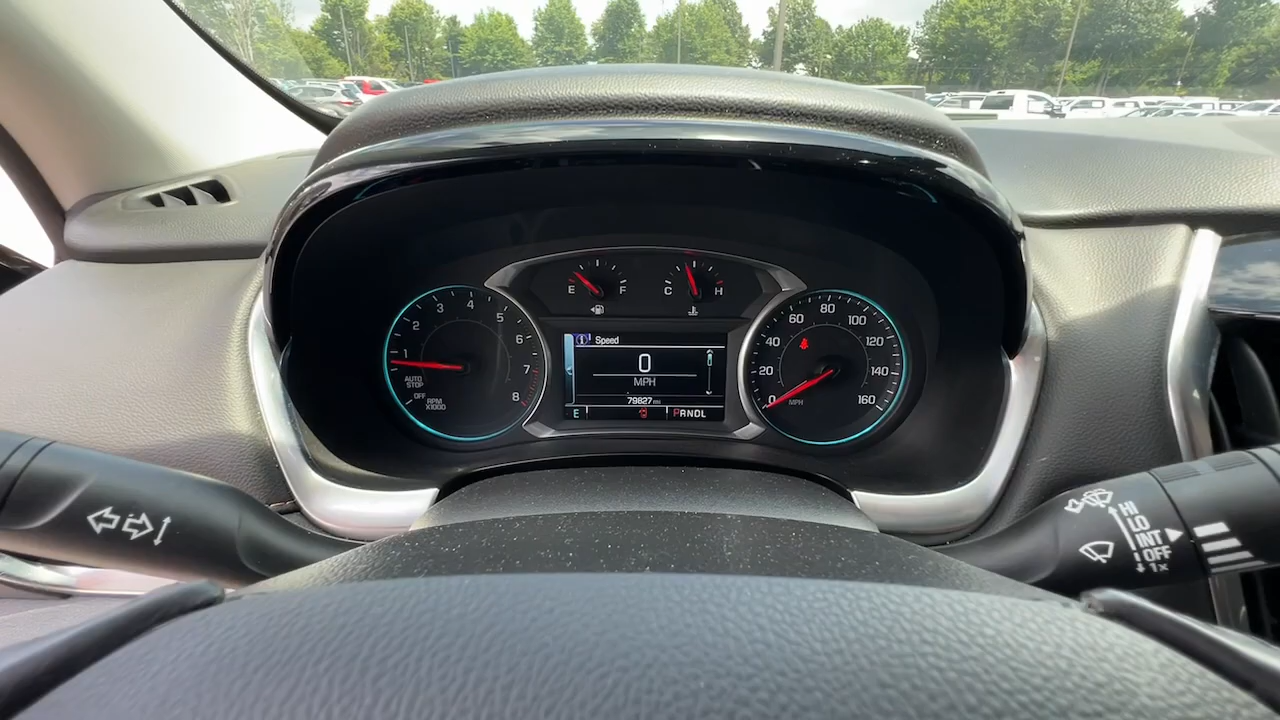 E F
C H
1 2 3 4 5 6 7 8
AUTO
STOP
OFF
RPM
X1000
Speed
0
MPH
79827 mi
E
PRNDL
0 20 40 60 80 100 120 140 160
MPH
HI
LO
INT
OFF
1x